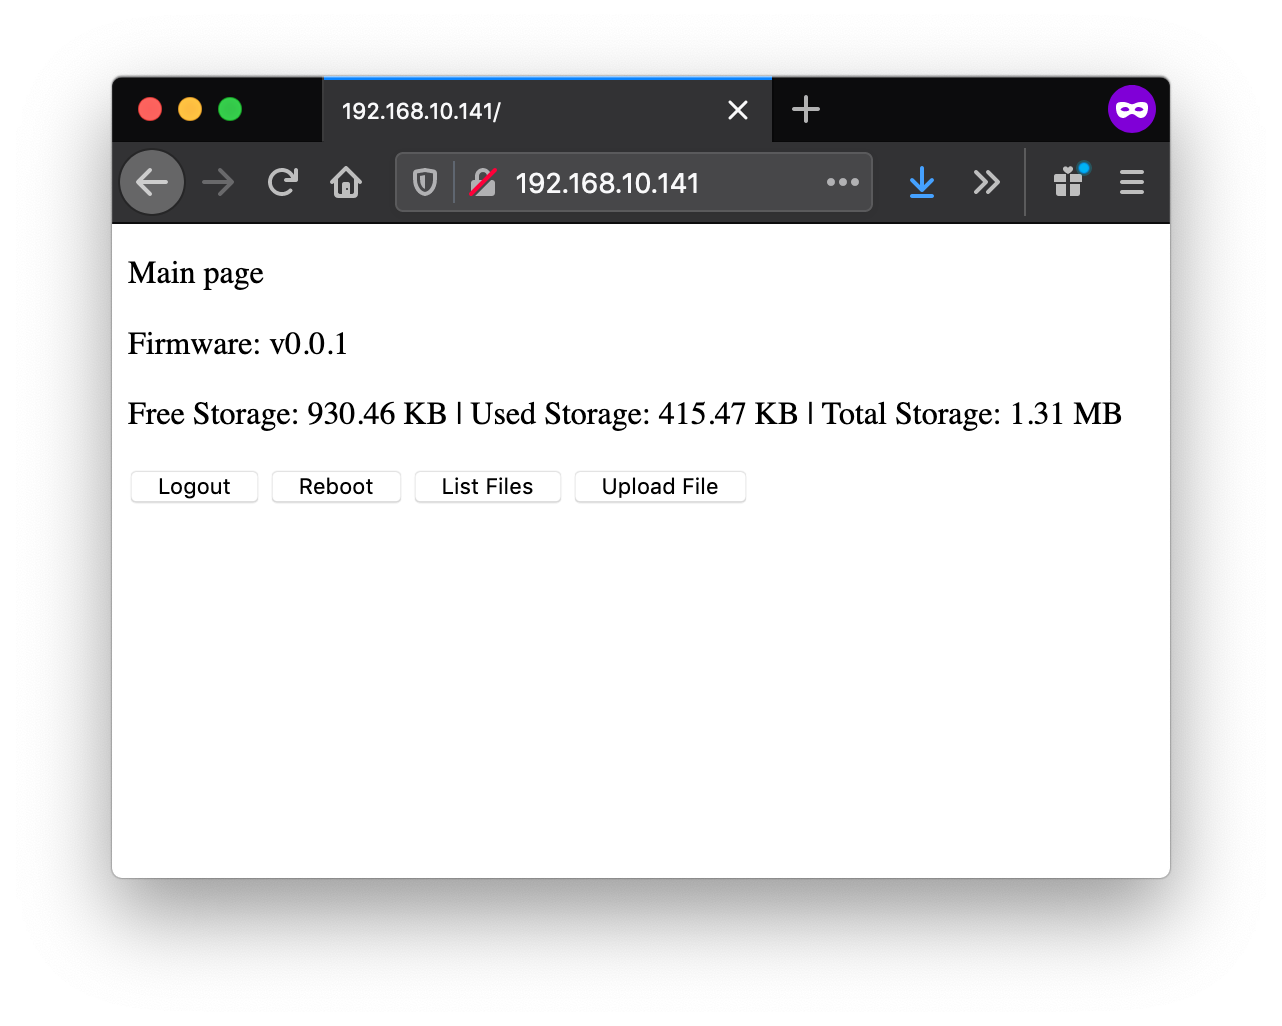 192.168.10.141/
192.168.10.141
Main page
Firmware: v0.0.1
Free Storage: 930.46 KB | Used Storage: 415.47 KB | Total Storage: 1.31 MB
Logout Reboot List Files Upload File